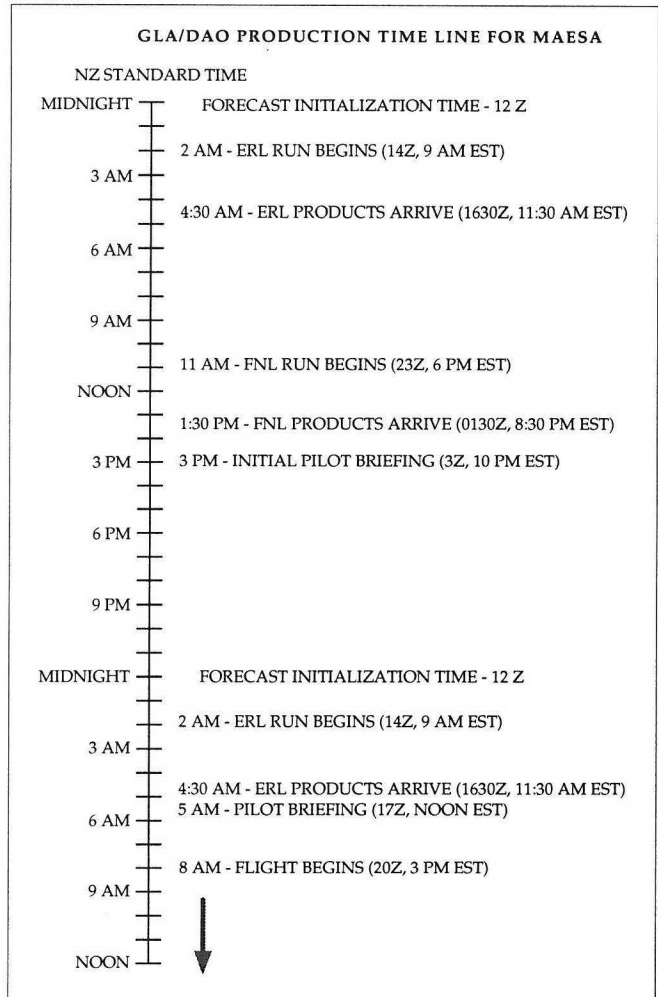 GLA/DAO PRODUCTION TIME LINE FOR MAESA
NZ STANDARD TIME
MIDNIGHT FORECAST INITIALIZATION TIME - 12 Z
2 AM - ERL RUN BEGINS (14Z, 9 AM EST)
3 AM
4:30 AM - ERL PRODUCTS ARRIVE (1630Z, 11:30 AM EST)
6 AM
9 AM
11 AM - FNL RUN BEGINS (23Z, 6 PM EST)
NOON
1:30 PM - FNL PRODUCTS ARRIVE (0130Z, 8:30 PM EST)
3 PM 3 PM - INITIAL PILOT BRIEFING (3Z, 10 PM EST)
6 PM
9 PM
MIDNIGHT FORECAST INITIALIZATION TIME - 12 Z
2 AM - ERL RUN BEGINS (14Z, 9 AM EST)
3 AM
4:30 AM - ERL PRODUCTS ARRIVE (1630Z, 11:30 AM EST)
5 AM - PILOT BRIEFING (17Z, NOON EST)
6 AM
8 AM - FLIGHT BEGINS (20Z, 3 PM EST)
9 AM
NOON